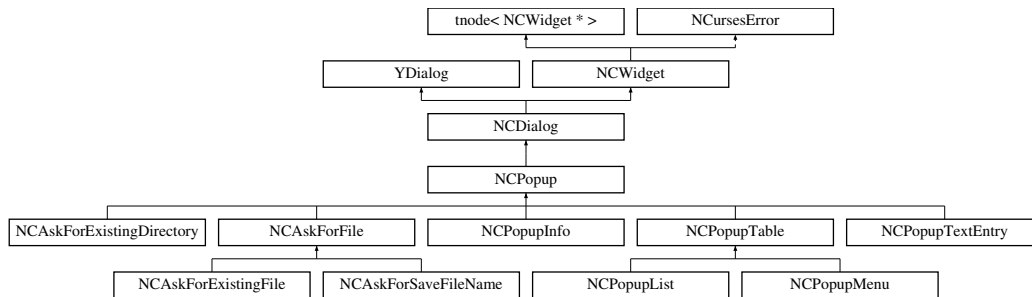 tnode< NCWidget * >
NCursesError
YDialog
NCWidget
NCDialog
NCPopup
NCAskForExistingDirectory
NCAskForFile
NCPopupInfo
NCPopupTable
NCPopupTextEntry
NCAskForExistingFile
NCAskForSaveFileName
NCPopupList
NCPopupMenu